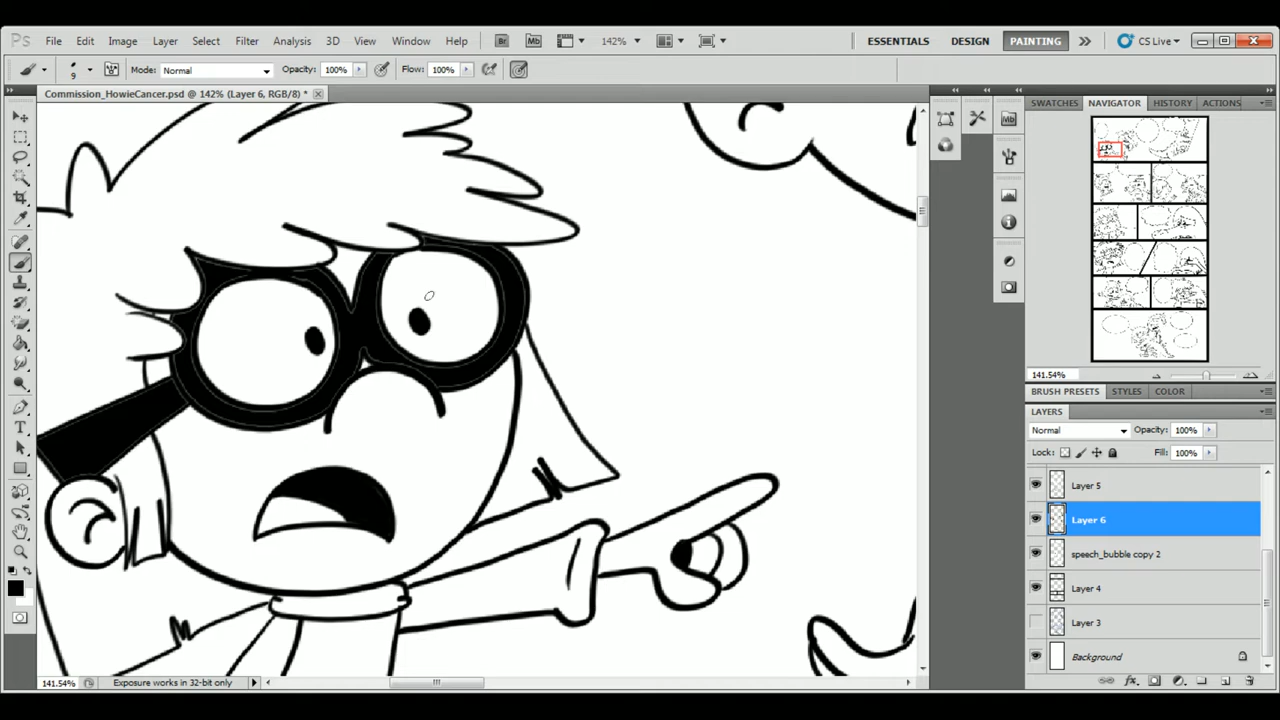 Ps File Edit Image Layer Select Filter Analysis 3D View Window Help Br Mb 142% ESSENTIALS DESIGN PAINTING CS Live
9 Mode: Normal Opacity: 100% Flow: 100%
Commission_HowieCancer.psd @ 142% (Layer 6, RGB/8) *
SWATCHES NAVIGATOR HISTORY ACTIONS
Mb
141.54%
BRUSH PRESETS STYLES COLOR
LAYERS
Normal Opacity: 100%
Lock: Fill: 100%
Layer 5
Layer 6
speech_bubble copy 2
Layer 4
Layer 3
Background
141.54% Exposure works in 32-bit only